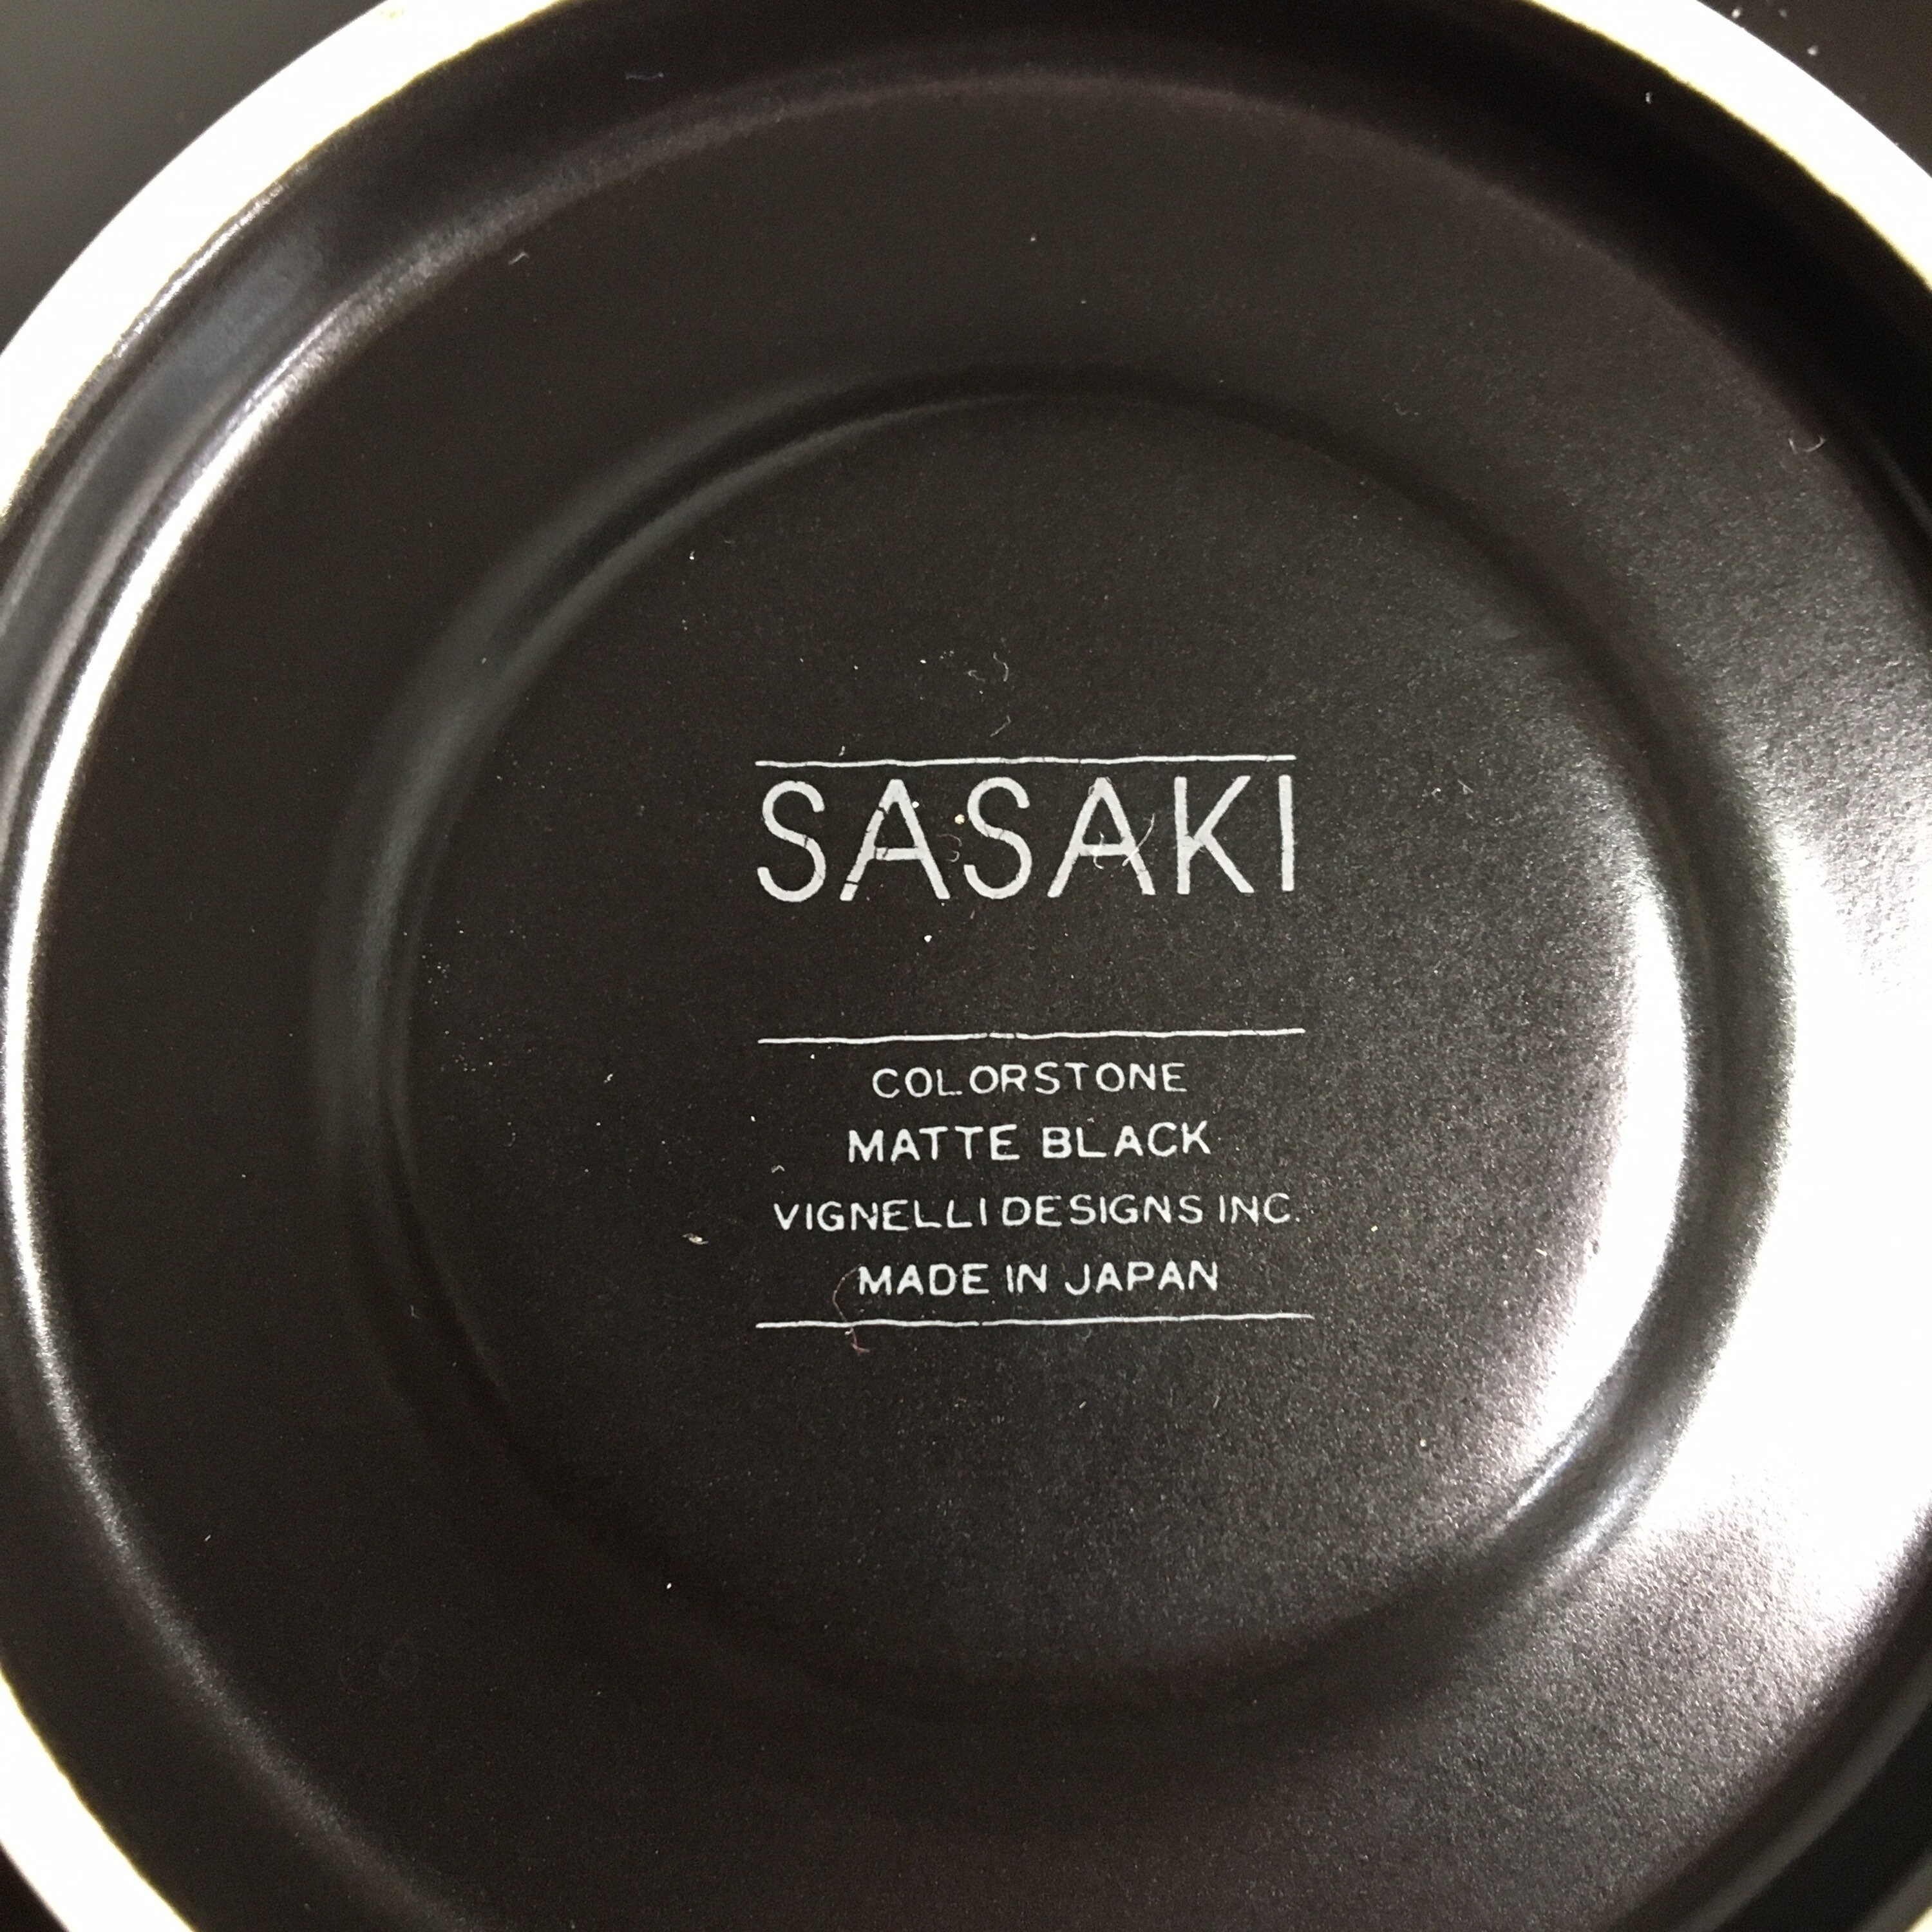 SASAKI
COLORSTONE
MATTE BLACK
VIGNELLI DESIGNS INC.
MADE IN JAPAN